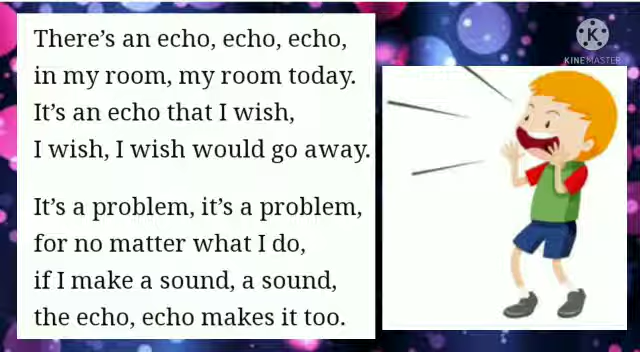 There’s an echo, echo, echo,
in my room, my room today.
It’s an echo that I wish,
I wish, I wish would go away.
It’s a problem, it’s a problem,
for no matter what I do,
if I make a sound, a sound,
the echo, echo makes it too.
K
KINEMASTER